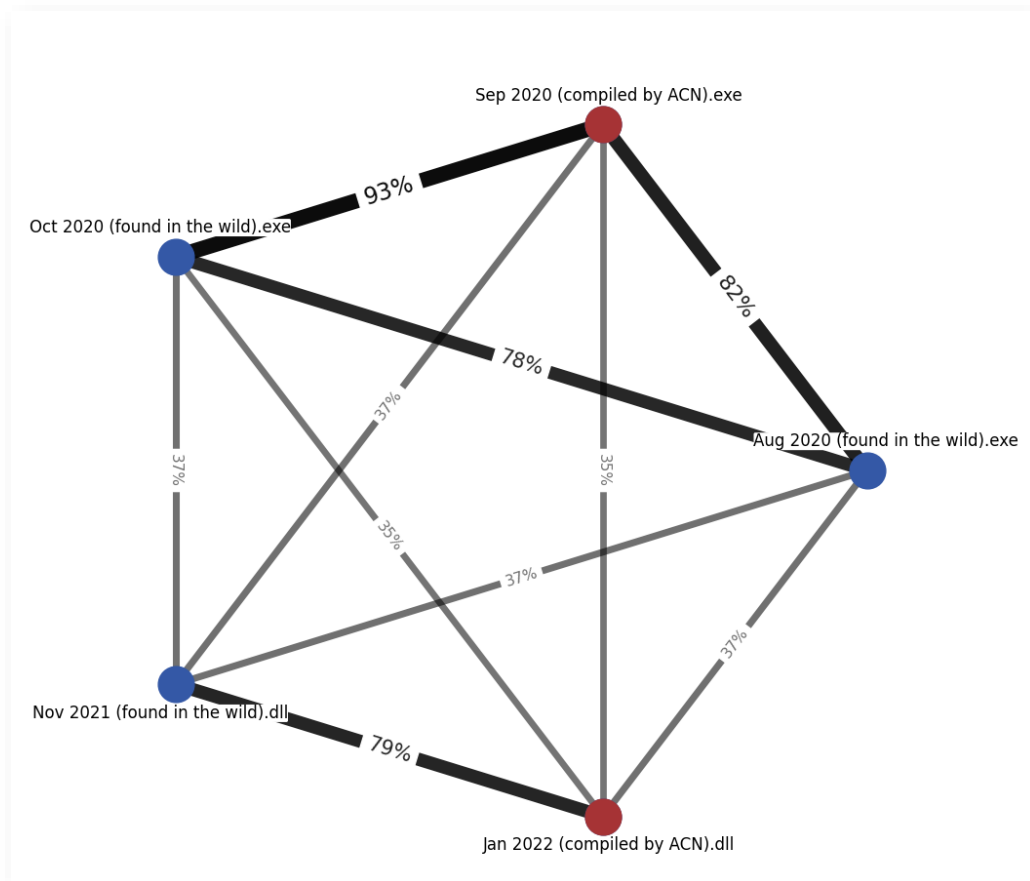 Sep 2020 (compiled by ACN).exe
93%
Oct 2020 (found in the wild).exe
82%
78%
37%
Aug 2020 (found in the wild).exe
37%
35%
35%
37%
37%
Nov 2021 (found in the wild).dll
79%
Jan 2022 (compiled by ACN).dll